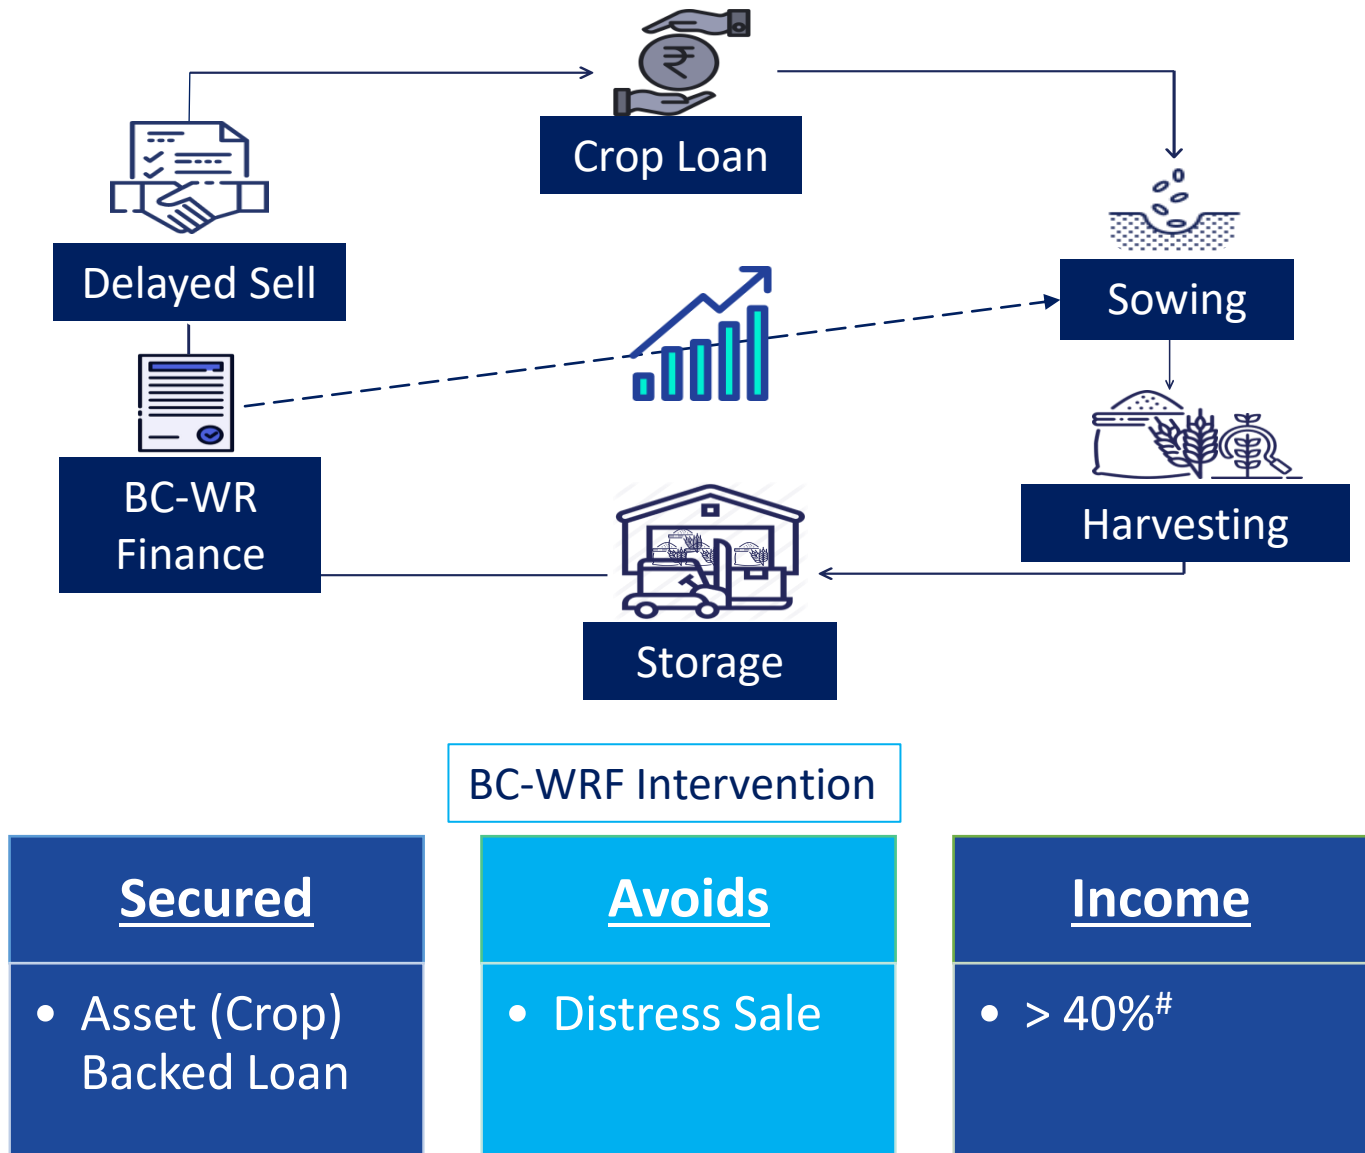 ₹
Crop Loan
Delayed Sell
Sowing
BC-WR
Finance
Harvesting
Storage
BC-WRF Intervention
Secured
• Asset (Crop)
Backed Loan
Avoids
• Distress Sale
Income
• > 40%#